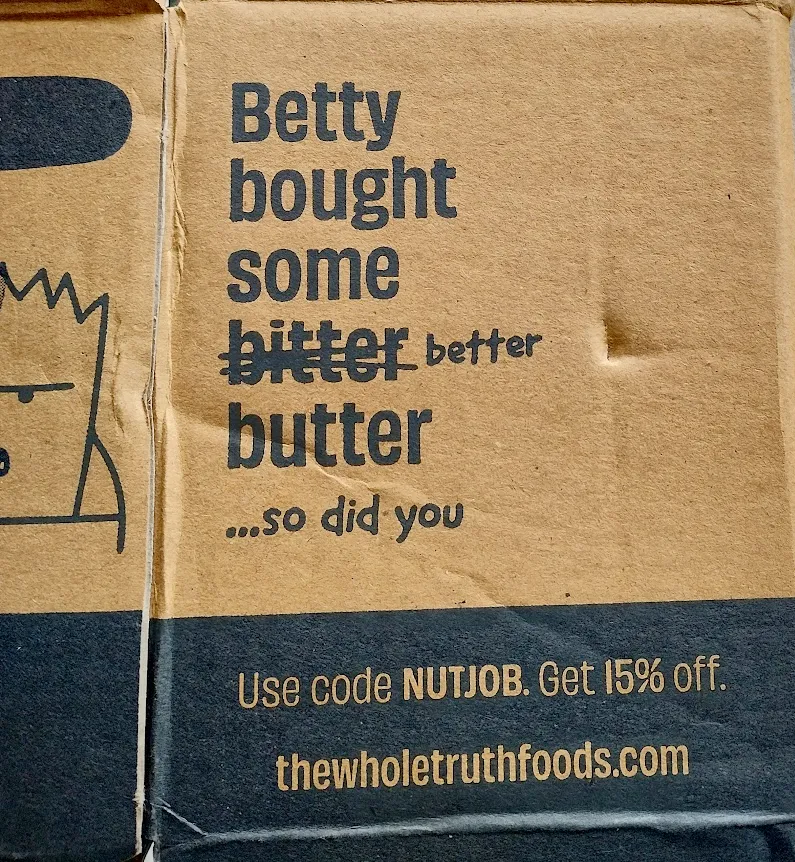 Betty
bought
some
bitter better
butter
...so did you
Use code NUTJOB. Get 15% off.
thewholetruthfoods.com